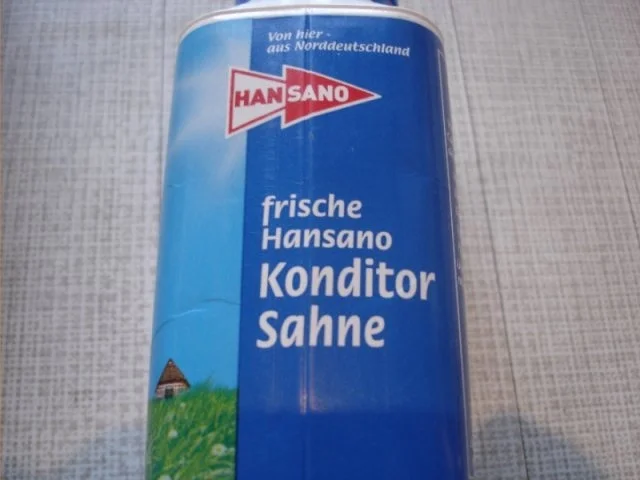 Von hier -
aus Norddeutschland
HANSANO
frische
Hansano
Konditor
Sahne